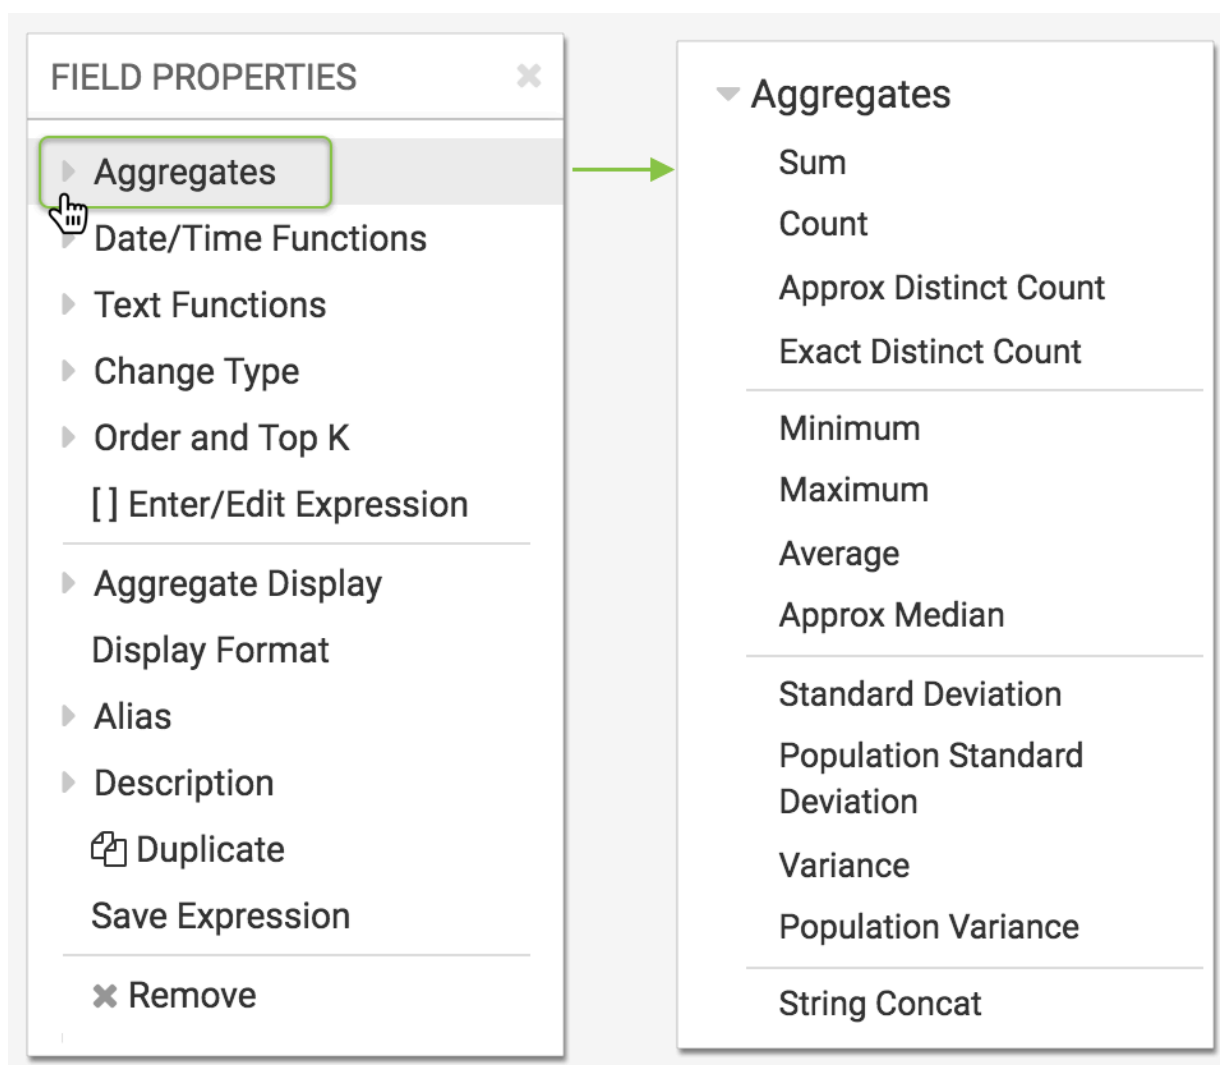 FIELD PROPERTIES
Aggregates
Date/Time Functions
Text Functions
Change Type
Order and Top K
[ ] Enter/Edit Expression
Aggregate Display
Display Format
Alias
Description
Duplicate
Save Expression
Remove
Aggregates
Sum
Count
Approx Distinct Count
Exact Distinct Count
Minimum
Maximum
Average
Approx Median
Standard Deviation
Population Standard
Deviation
Variance
Population Variance
String Concat